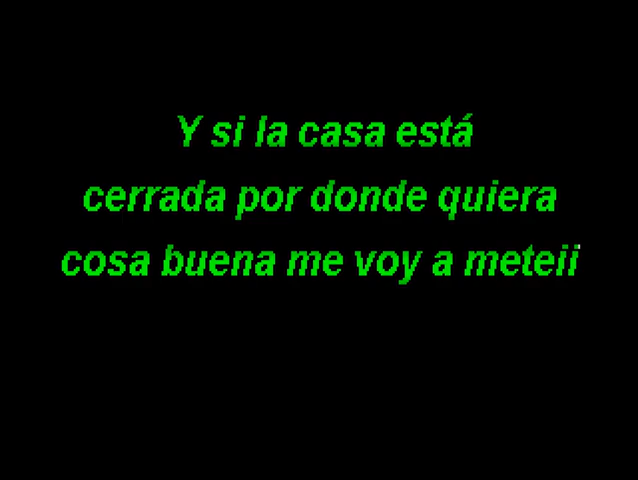 Y si la casa está
cerrada por donde quiera
cosa buena me voy a meteii